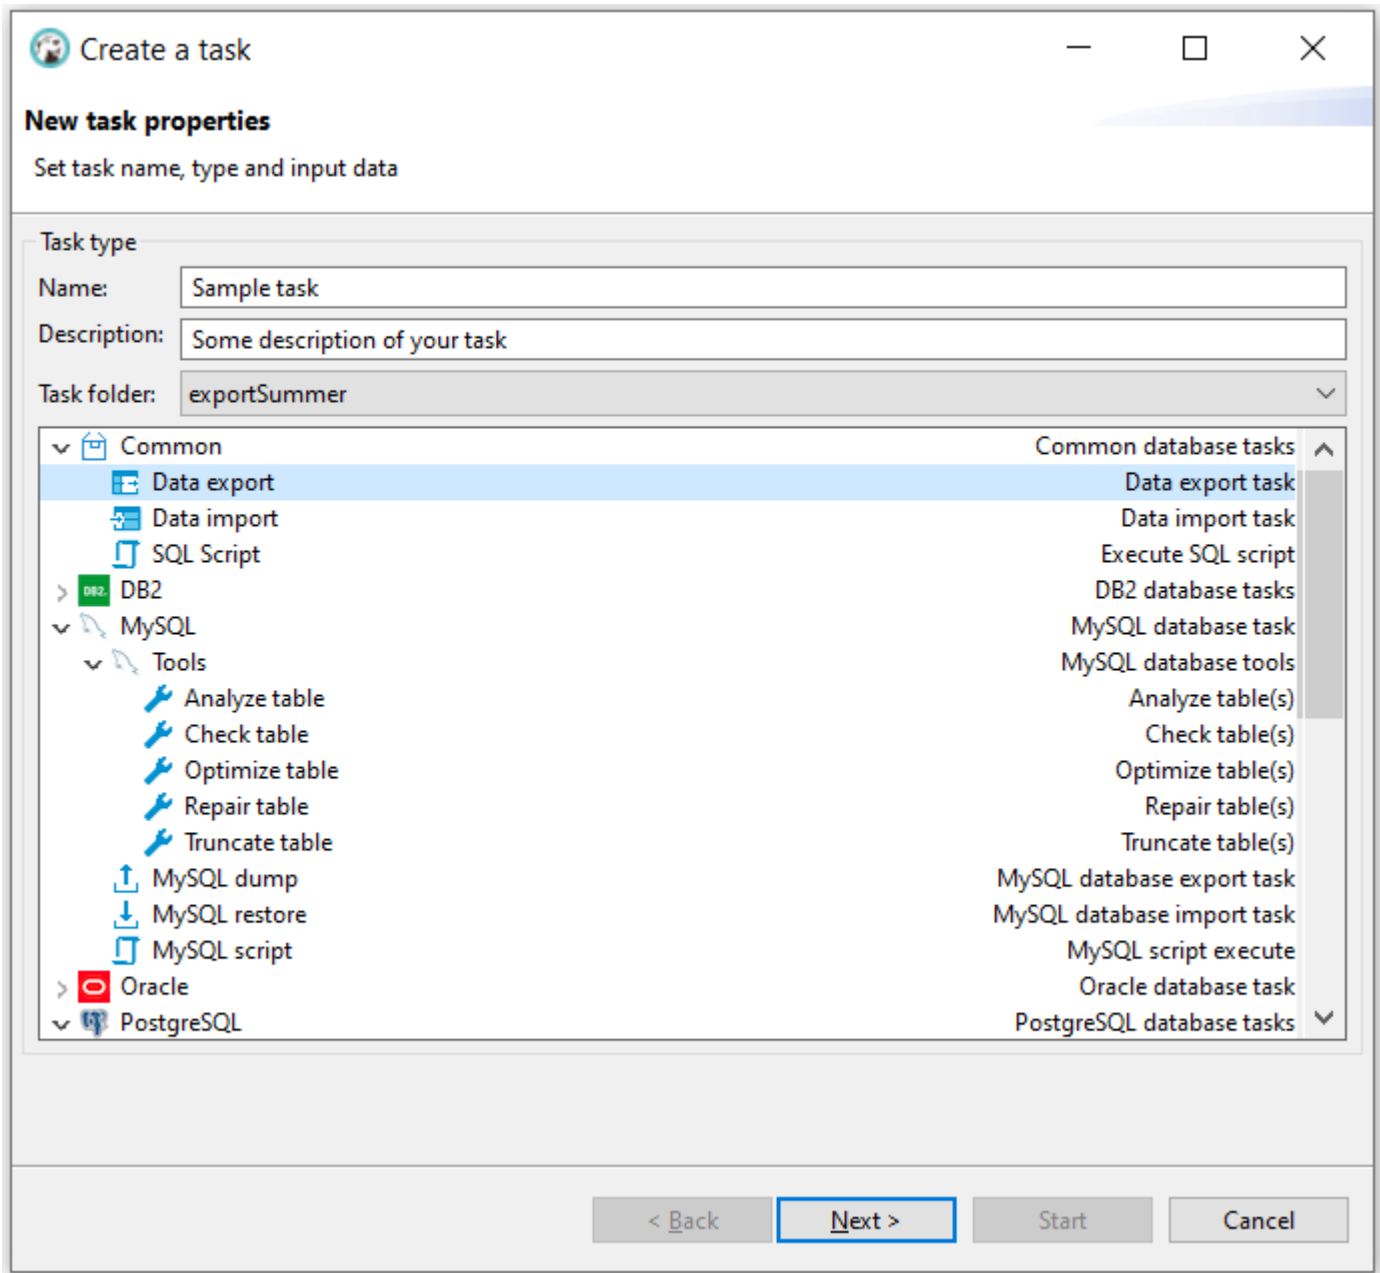 Create a task
New task properties
Set task name, type and input data
Task type
Name: Sample task
Description: Some description of your task
Task folder: exportSummer
Common Common database tasks
Data export Data export task
Data import Data import task
SQL Script Execute SQL script
DB2. DB2 DB2 database tasks
MySQL MySQL database task
Tools MySQL database tools
Analyze table Analyze table(s)
Check table Check table(s)
Optimize table Optimize table(s)
Repair table Repair table(s)
Truncate table Truncate table(s)
MySQL dump MySQL database export task
MySQL restore MySQL database import task
MySQL script MySQL script execute
Oracle Oracle database task
PostgreSQL PostgreSQL database tasks
< Back Next > Start Cancel